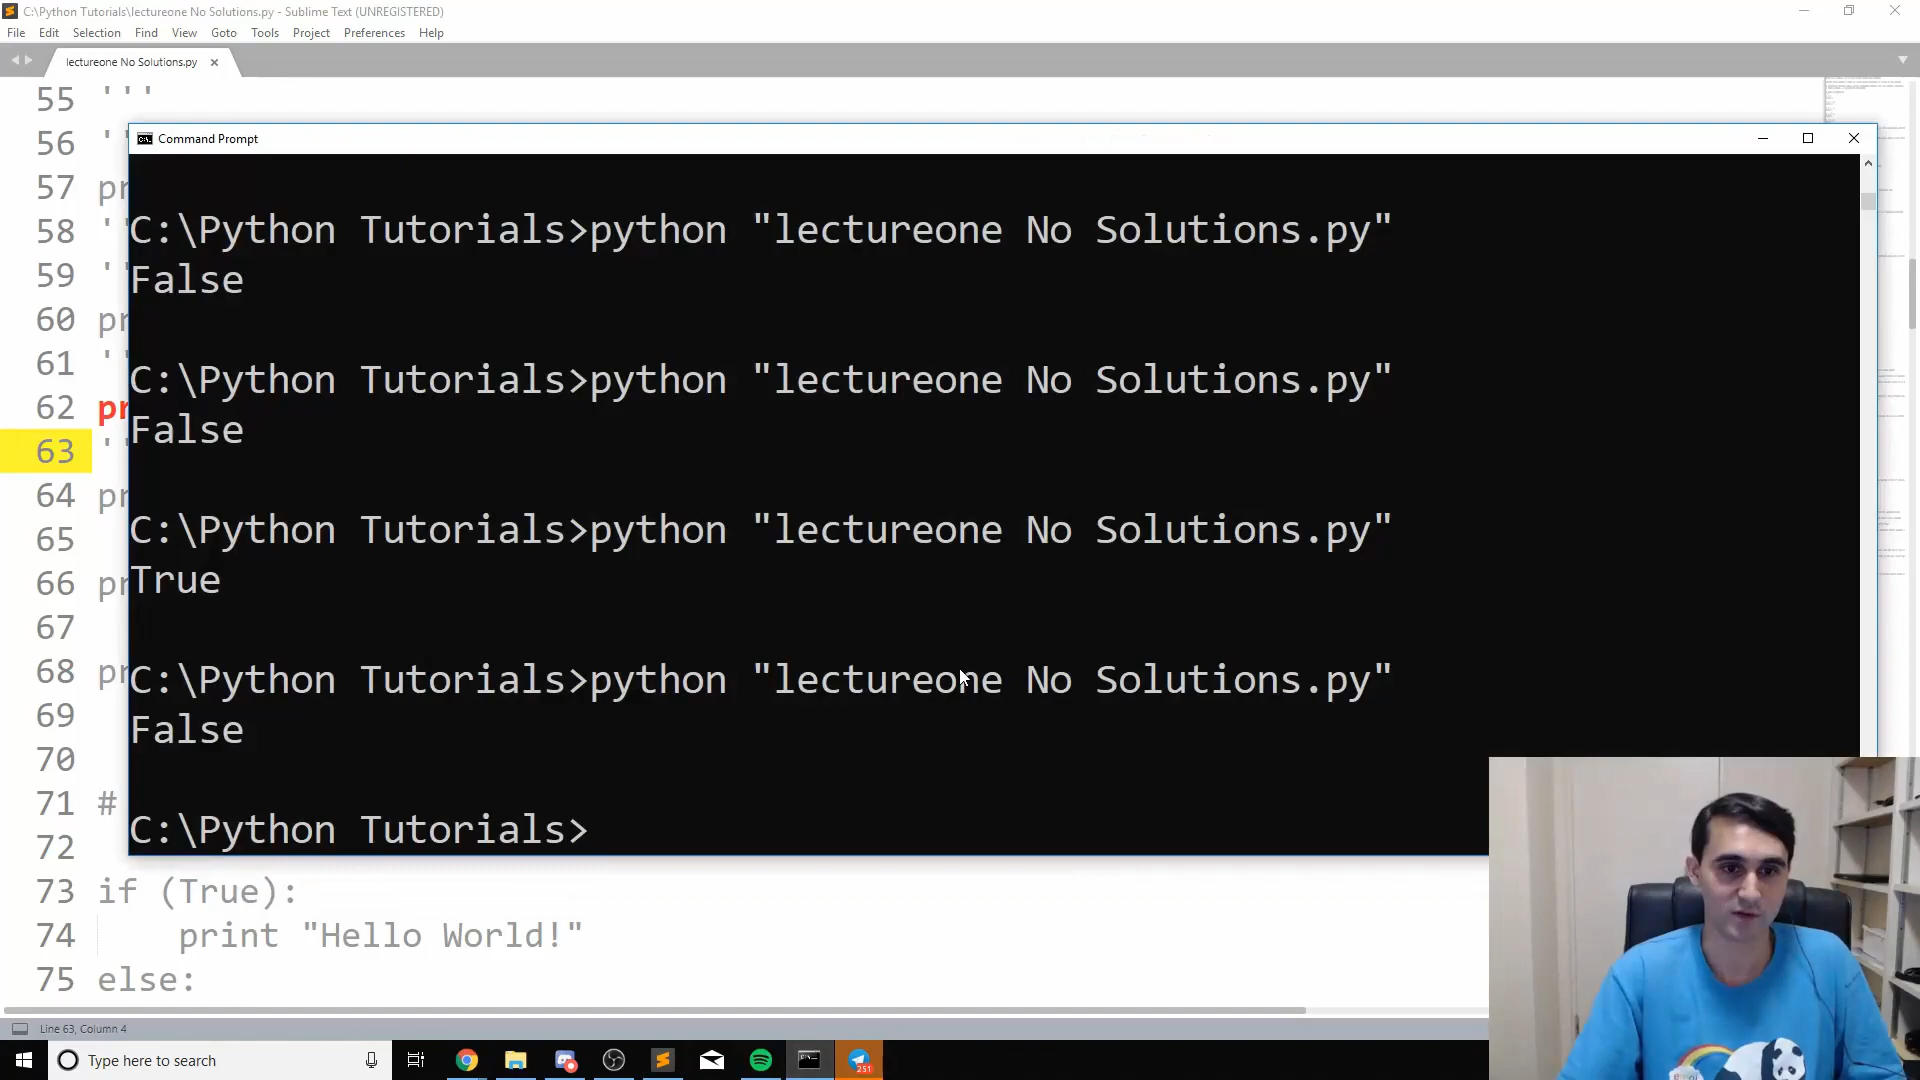 C:\Python Tutorials\lectureone No Solutions.py - Sublime Text (UNREGISTERED)
File Edit Selection Find View Goto Tools Project Preferences Help
lectureone No Solutions.py
55 '''
56 ''
Command Prompt
57 pr
58 ''
C:\Python Tutorials>python "lectureone No Solutions.py"
59 ''
False
60 pr
61 ''
C:\Python Tutorials>python "lectureone No Solutions.py"
62 pr
False
63 ''
64 pr
65
C:\Python Tutorials>python "lectureone No Solutions.py"
66 pr
True
67
68 pr
C:\Python Tutorials>python "lectureone No Solutions.py"
69
False
70
71 #
C:\Python Tutorials>
72
73 if (True):
74 print "Hello World!"
75 else:
Line 63, Column 4
Type here to search
251